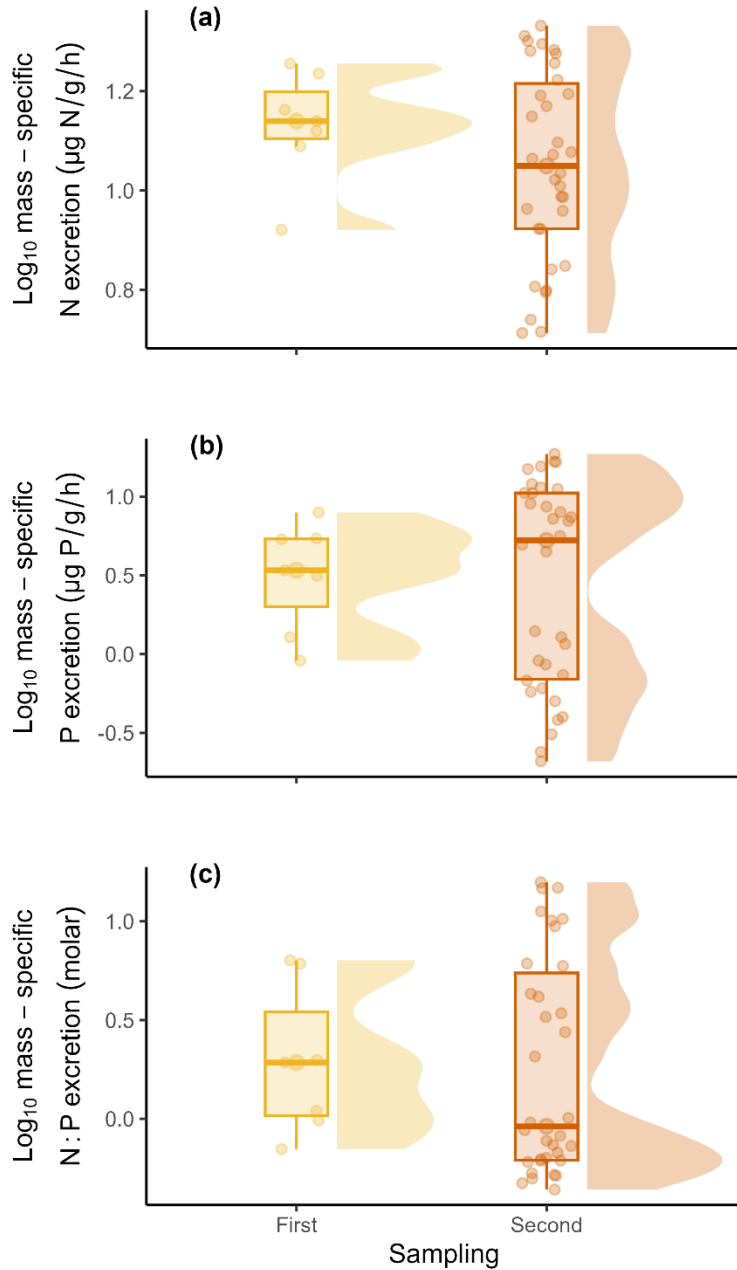 (a)
Log₁₀ mass − specific
N excretion (μg N/g/h)
1.2
1.0
0.8
(b)
Log₁₀ mass − specific
P excretion (μg P/g/h)
1.0
0.5
0.0
-0.5
(c)
Log₁₀ mass − specific
N : P excretion (molar)
1.0
0.5
0.0
First
Second
Sampling